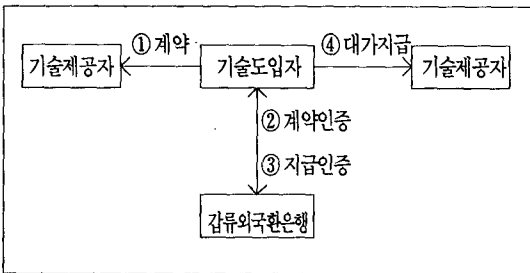 ① 계약
④ 대가지급
기술제공자
기술도입자
기술제공자
② 계약인증
③ 지급인증
갑류외국환은행